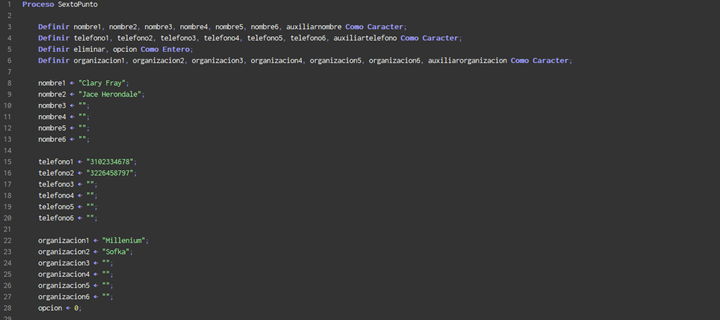 1 Proceso SextoPunto
2
3 Definir nombre1, nombre2, nombre3, nombre4, nombre5, nombre6, auxiliarnombre Como Caracter;
4 Definir telefono1, telefono2, telefono3, telefono4, telefono5, telefono6, auxiliartelefono Como Caracter;
5 Definir eliminar, opcion Como Entero;
6 Definir organizacion1, organizacion2, organizacion3, organizacion4, organizacion5, organizacion6, auxiliarorganizacion Como Caracter;
7
8 nombre1 ← "Clary Fray";
9 nombre2 ← "Jace Herondale";
10 nombre3 ← "";
11 nombre4 ← "";
12 nombre5 ← "";
13 nombre6 ← "";
14
15 telefono1 ← "3102334678";
16 telefono2 ← "3226458797";
17 telefono3 ← "";
18 telefono4 ← "";
19 telefono5 ← "";
20 telefono6 ← "";
21
22 organizacion1 ← "Millenium";
23 organizacion2 ← "Sofka";
24 organizacion3 ← "";
25 organizacion4 ← "";
26 organizacion5 ← "";
27 organizacion6 ← "";
28 opcion ← 0;
29